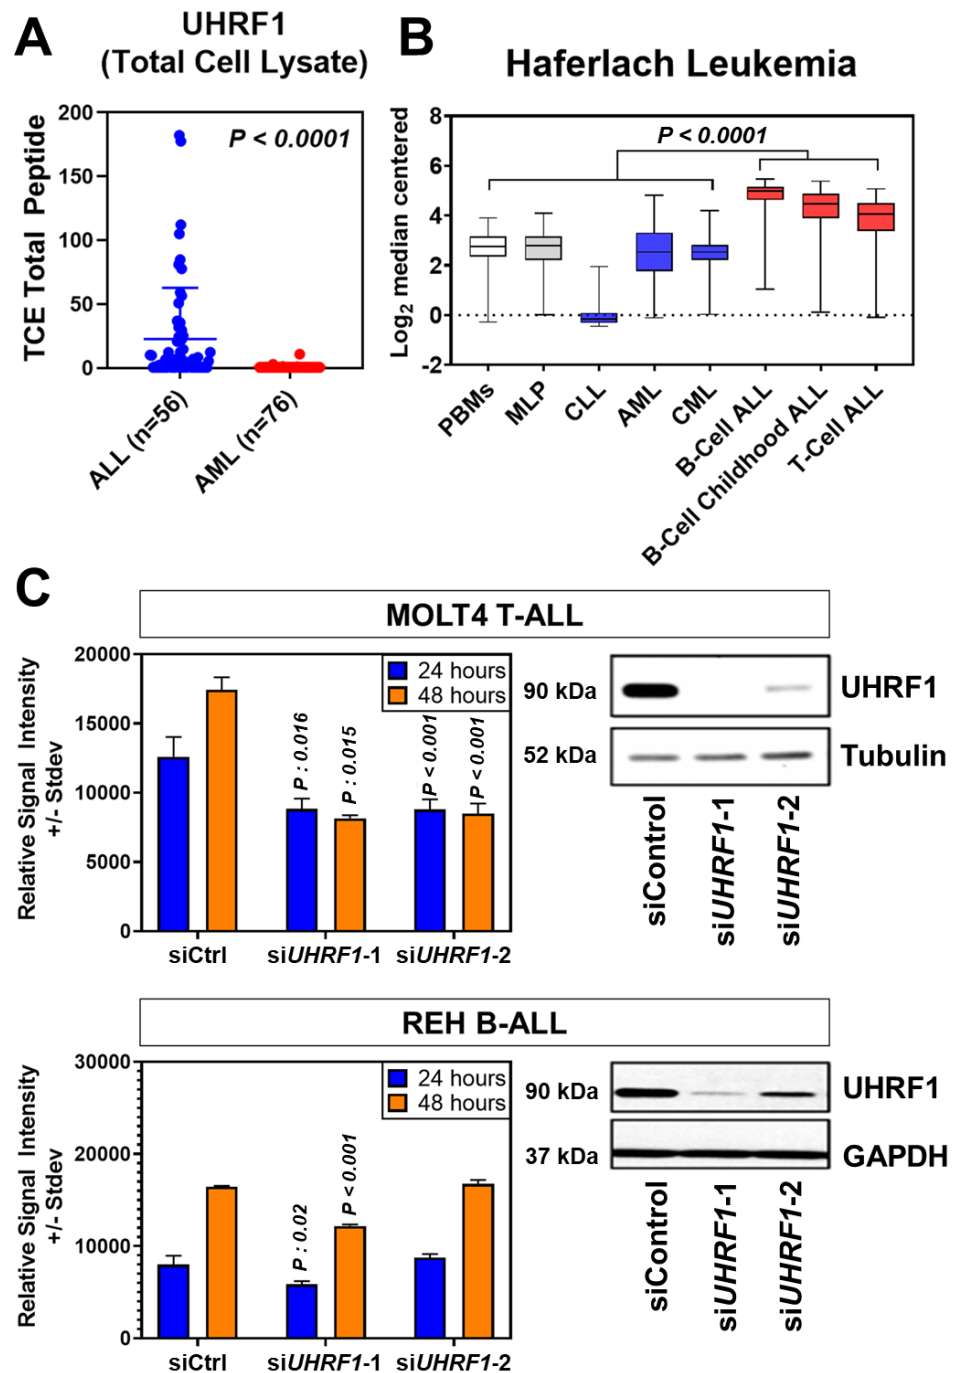 A
UHRF1
(Total Cell Lysate)
TCE Total Peptide
200
150
100
50
0
P < 0.0001
ALL (n=56)
AML (n=76)
B
Haferlach Leukemia
Log2 median centered
8
6
4
2
0
-2
P < 0.0001
PBMs
MLP
CLL
AML
CML
B-Cell ALL
B-Cell Childhood ALL
T-Cell ALL
C
MOLT4 T-ALL
Relative Signal Intensity
+/- Stdev
20000
15000
10000
5000
0
24 hours
48 hours
P : 0.016
P : 0.015
P < 0.001
P < 0.001
siCtrl
siUHRF1-1
siUHRF1-2
90 kDa
UHRF1
52 kDa
Tubulin
siControl
siUHRF1-1
siUHRF1-2
REH B-ALL
Relative Signal Intensity
+/- Stdev
30000
20000
10000
0
24 hours
48 hours
P : 0.02
P < 0.001
siCtrl
siUHRF1-1
siUHRF1-2
90 kDa
UHRF1
37 kDa
GAPDH
siControl
siUHRF1-1
siUHRF1-2